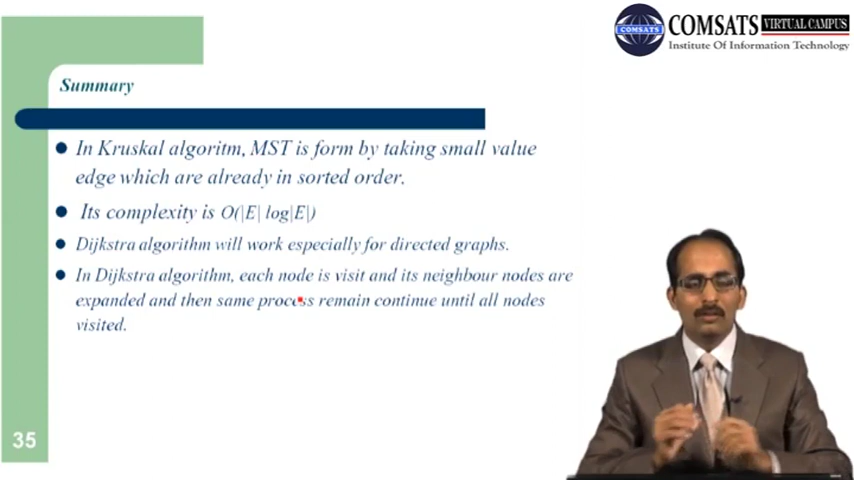 COMSATS
COMSATS VIRTUAL CAMPUS
Institute Of Information Technology
Summary
In Kruskal algoritm, MST is form by taking small value
edge which are already in sorted order.
Its complexity is O(|E| log|E|)
Dijkstra algorithm will work especially for directed graphs.
In Dijkstra algorithm, each node is visit and its neighbour nodes are
expanded and then same process remain continue until all nodes
visited.
35